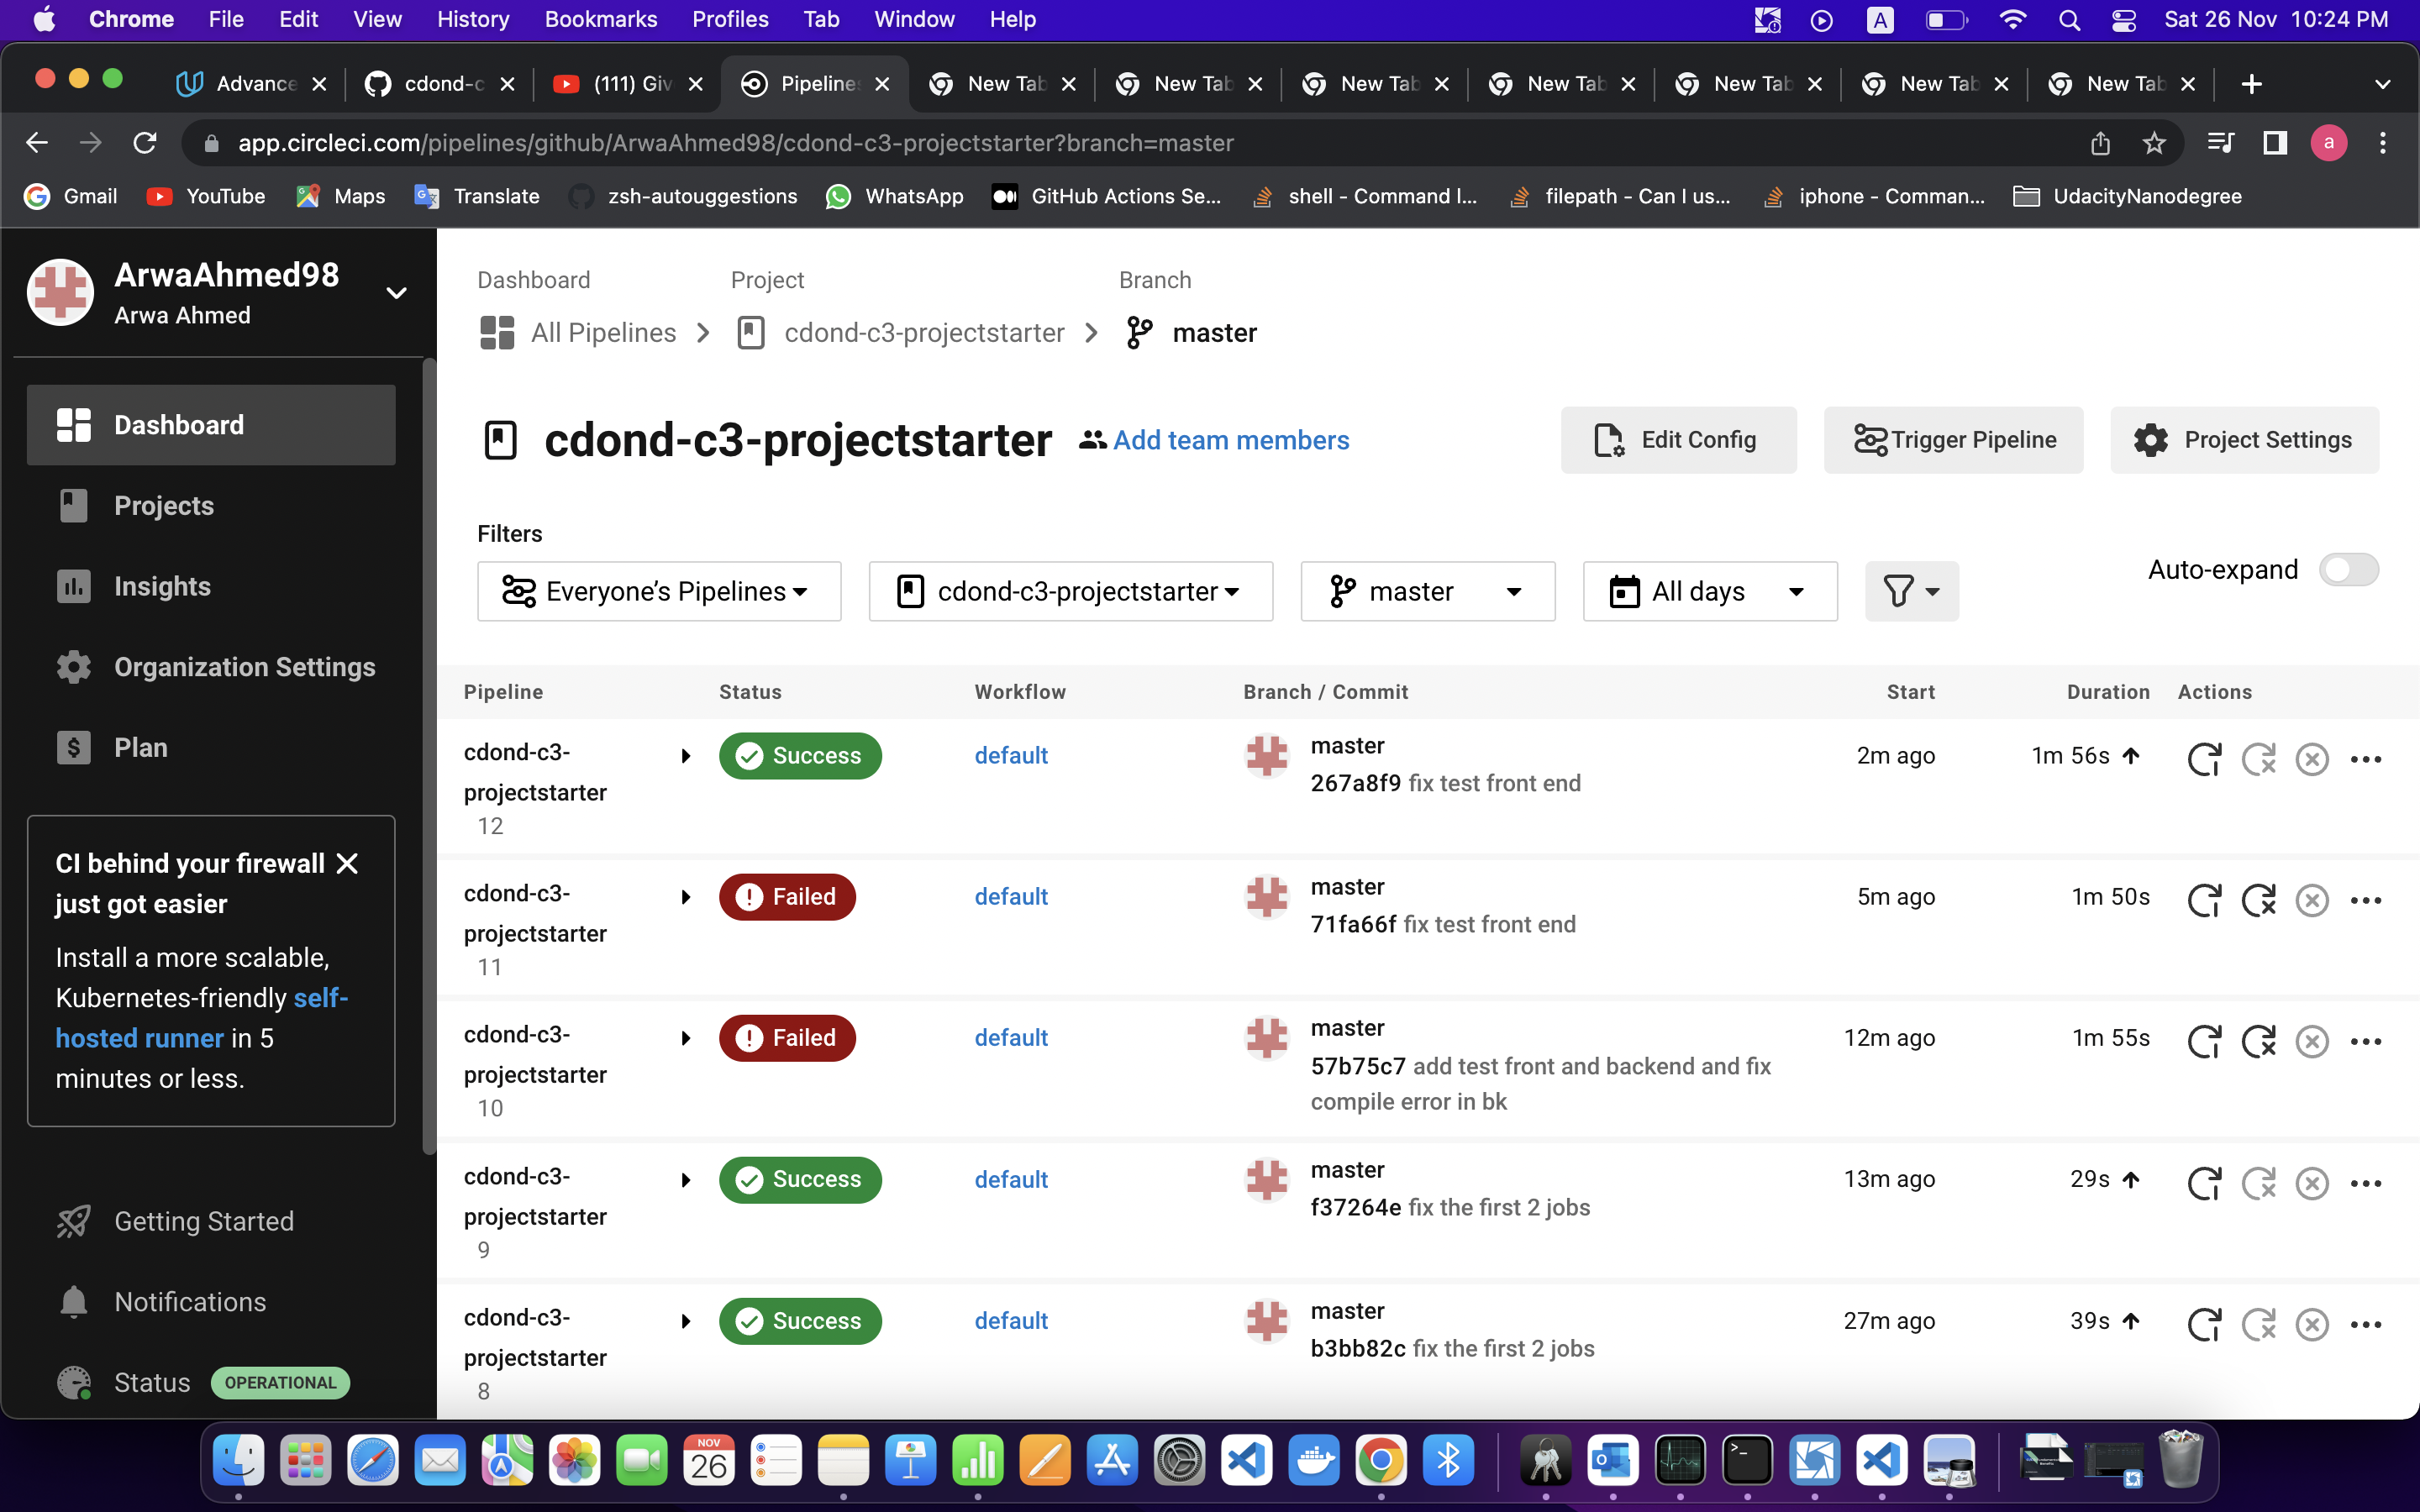 Chrome File Edit View History Bookmarks Profiles Tab Window Help A Sat 26 Nov 10:24 PM
Advance cdond-c (111) Giv Pipeline New Tab New Tab New Tab New Tab New Tab New Tab New Tab
app.circleci.com/pipelines/github/ArwaAhmed98/cdond-c3-projectstarter?branch=master a
Gmail YouTube Maps Translate zsh-autouggestions WhatsApp GitHub Actions Se... shell - Command l... filepath - Can I us... iphone - Comman... UdacityNanodegree
ArwaAhmed98
Arwa Ahmed
Dashboard
Projects
Insights
Organization Settings
Plan
CI behind your firewall
just got easier
Install a more scalable,
Kubernetes-friendly self-
hosted runner in 5
minutes or less.
Getting Started
Notifications
Status OPERATIONAL
Dashboard Project Branch
All Pipelines cdond-c3-projectstarter master
cdond-c3-projectstarter Add team members Edit Config Trigger Pipeline Project Settings
Filters
Everyone’s Pipelines cdond-c3-projectstarter master All days Auto-expand
Pipeline Status Workflow Branch / Commit Start Duration Actions
cdond-c3-
projectstarter
12
Success default master 2m ago 1m 56s
267a8f9 fix test front end
cdond-c3-
projectstarter
11
Failed default master 5m ago 1m 50s
71fa66f fix test front end
cdond-c3-
projectstarter
10
Failed default master 12m ago 1m 55s
57b75c7 add test front and backend and fix
compile error in bk
cdond-c3-
projectstarter
9
Success default master 13m ago 29s
f37264e fix the first 2 jobs
cdond-c3-
projectstarter
8
Success default master 27m ago 39s
b3bb82c fix the first 2 jobs
NOV
26